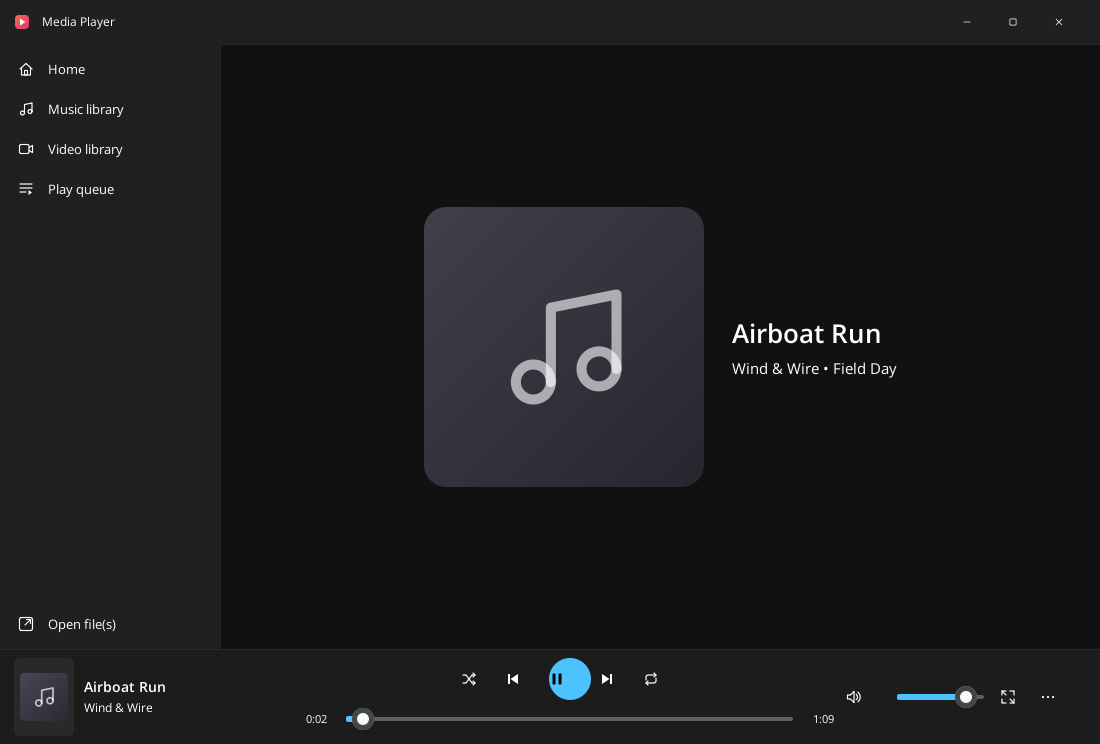 Media Player
Home
Music library
Video library
Play queue
Airboat Run
Wind & Wire • Field Day
Open file(s)
Airboat Run
Wind & Wire
0:02
1:09